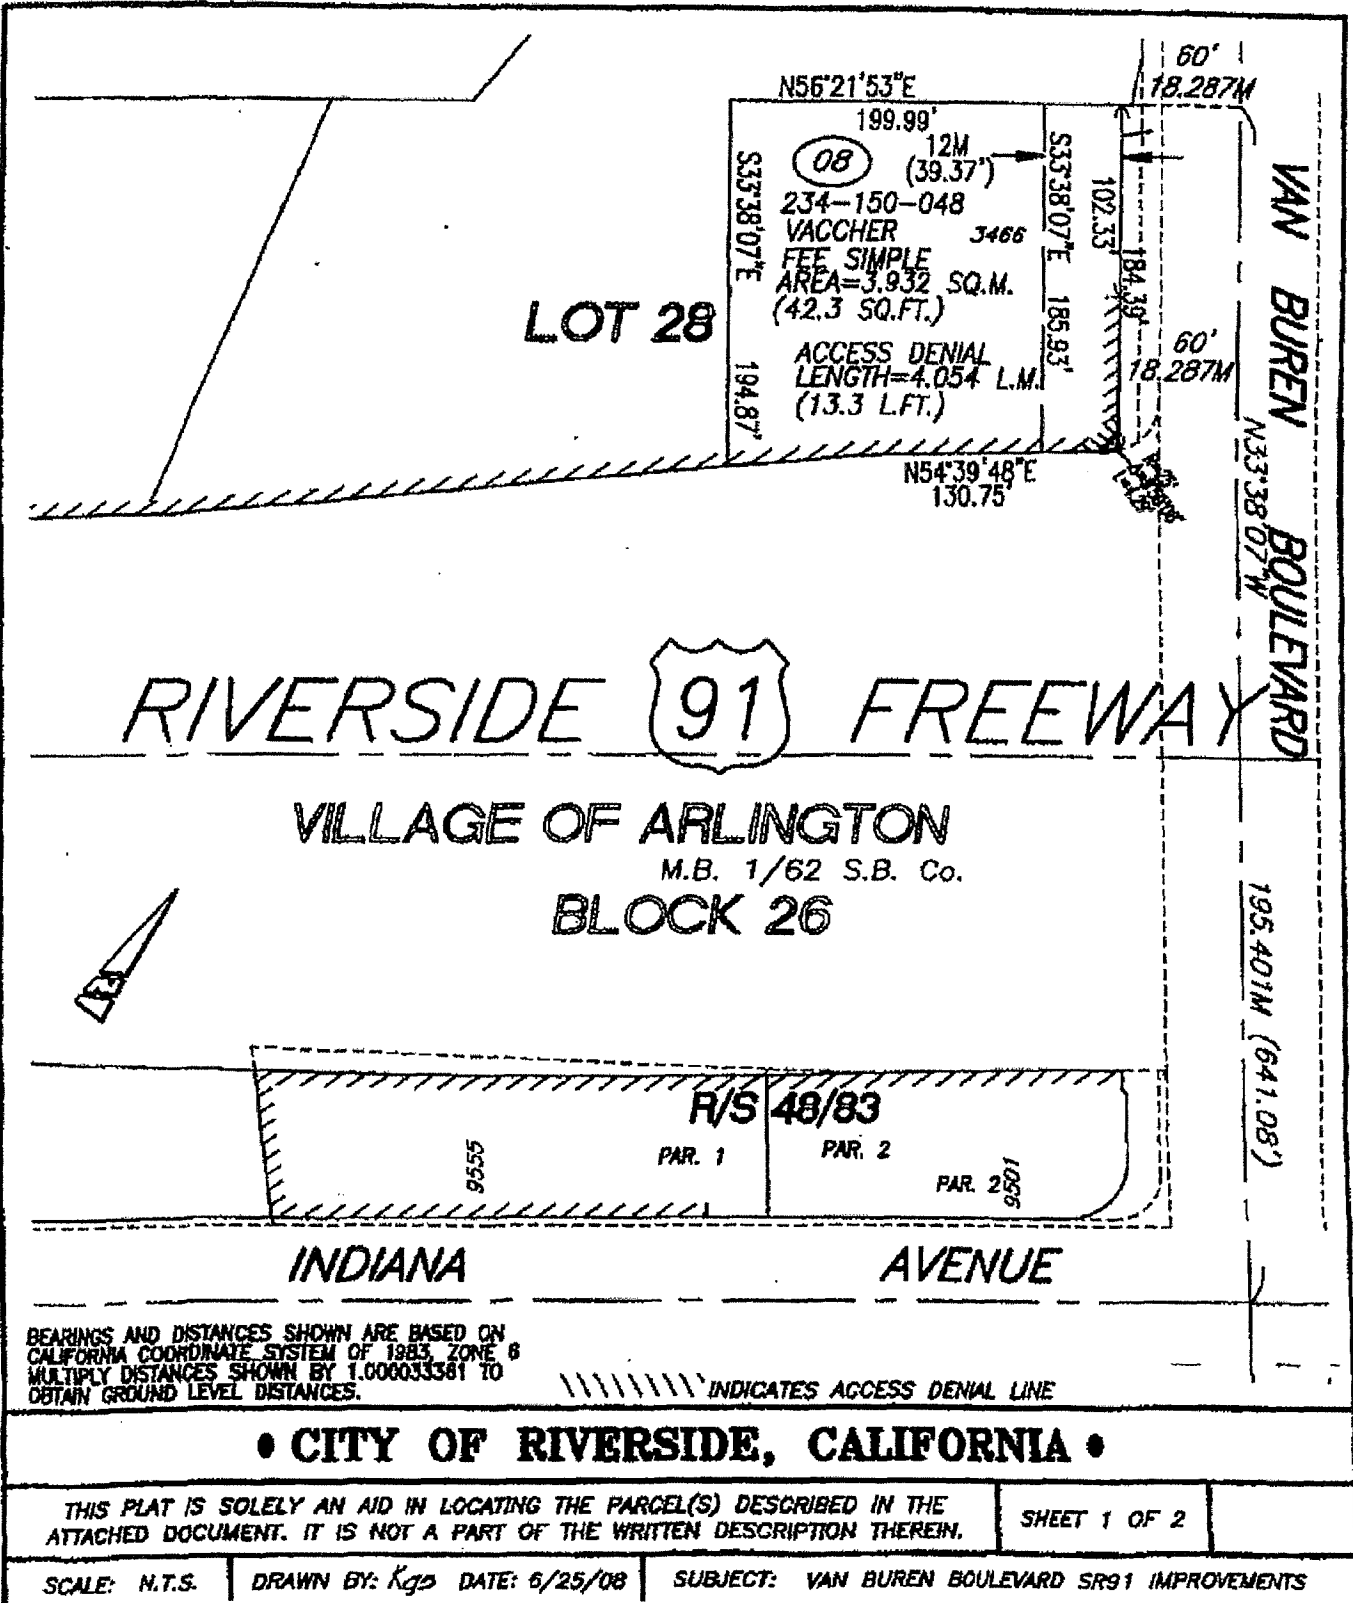 60'
18.287M
N56°21'53"E
199.99'
12M
(39.37')
08
234-150-048
VACCHER 3466
FEE SIMPLE
AREA=3.932 SQ.M.
(42.3 SQ.FT.)
ACCESS DENIAL
LENGTH=4.054 L.M.
(13.3 L.FT.)
S33°38'07"E 194.87'
S33°38'07"E 185.93'
102.33'
184.39'
LOT 28
60'
18.287M
N54°39'48"E
130.75'
VAN BUREN BOULEVARD
N33°38'07"W
195.401M (641.08')
RIVERSIDE 91 FREEWAY
VILLAGE OF ARLINGTON
M.B. 1/62 S.B. Co.
BLOCK 26
R/S 48/83
9555
PAR. 1
PAR. 2
PAR. 2
9501
INDIANA AVENUE
BEARINGS AND DISTANCES SHOWN ARE BASED ON
CALIFORNIA COORDINATE SYSTEM OF 1983, ZONE 6
MULTIPLY DISTANCES SHOWN BY 1.000033381 TO
OBTAIN GROUND LEVEL DISTANCES.
INDICATES ACCESS DENIAL LINE
• CITY OF RIVERSIDE, CALIFORNIA •
THIS PLAT IS SOLELY AN AID IN LOCATING THE PARCEL(S) DESCRIBED IN THE
ATTACHED DOCUMENT. IT IS NOT A PART OF THE WRITTEN DESCRIPTION THEREIN.
SHEET 1 OF 2
SCALE: N.T.S.
DRAWN BY: Kgs DATE: 6/25/08
SUBJECT: VAN BUREN BOULEVARD SR91 IMPROVEMENTS